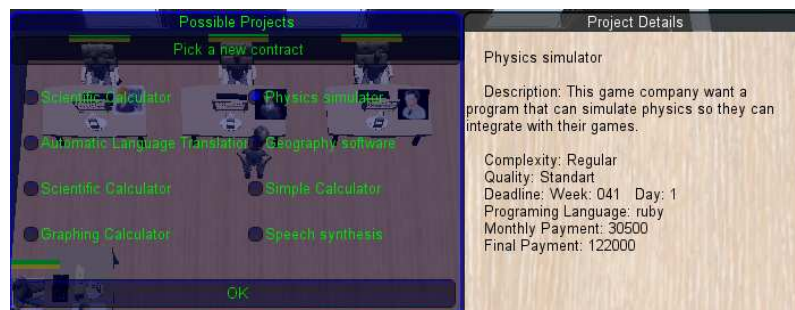 Possible Projects
Pick a new contract
Scientific Calculator
Physics simulator
Automatic Language Translation
Geography software
Scientific Calculator
Simple Calculator
Graphing Calculator
Speech synthesis
OK
Project Details
Physics simulator
Description: This game company want a
program that can simulate physics so they can
integrate with their games.
Complexity: Regular
Quality: Standart
Deadline: Week: 041 Day: 1
Programing Language: ruby
Monthly Payment: 30500
Final Payment: 122000